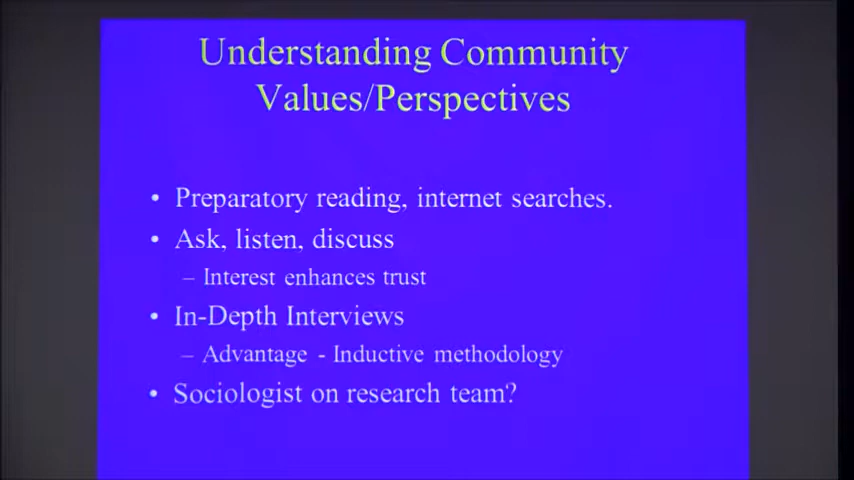 Understanding Community
Values/Perspectives
• Preparatory reading, internet searches.
• Ask, listen, discuss
– Interest enhances trust
• In-Depth Interviews
– Advantage - Inductive methodology
• Sociologist on research team?